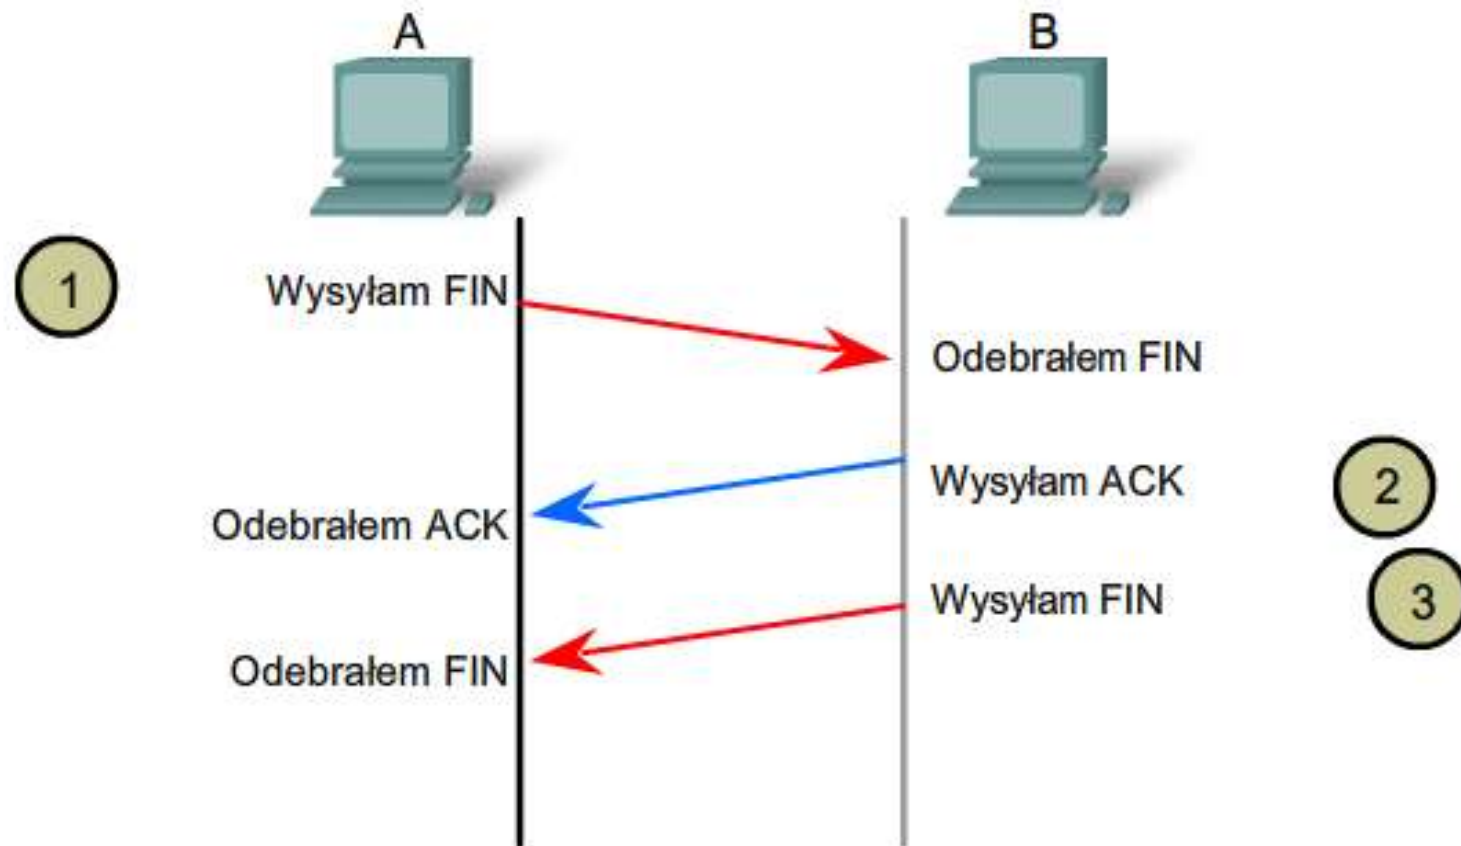 A
B
1
Wysyłam FIN
Odebrałem FIN
Wysyłam ACK
2
Odebrałem ACK
Wysyłam FIN
3
Odebrałem FIN